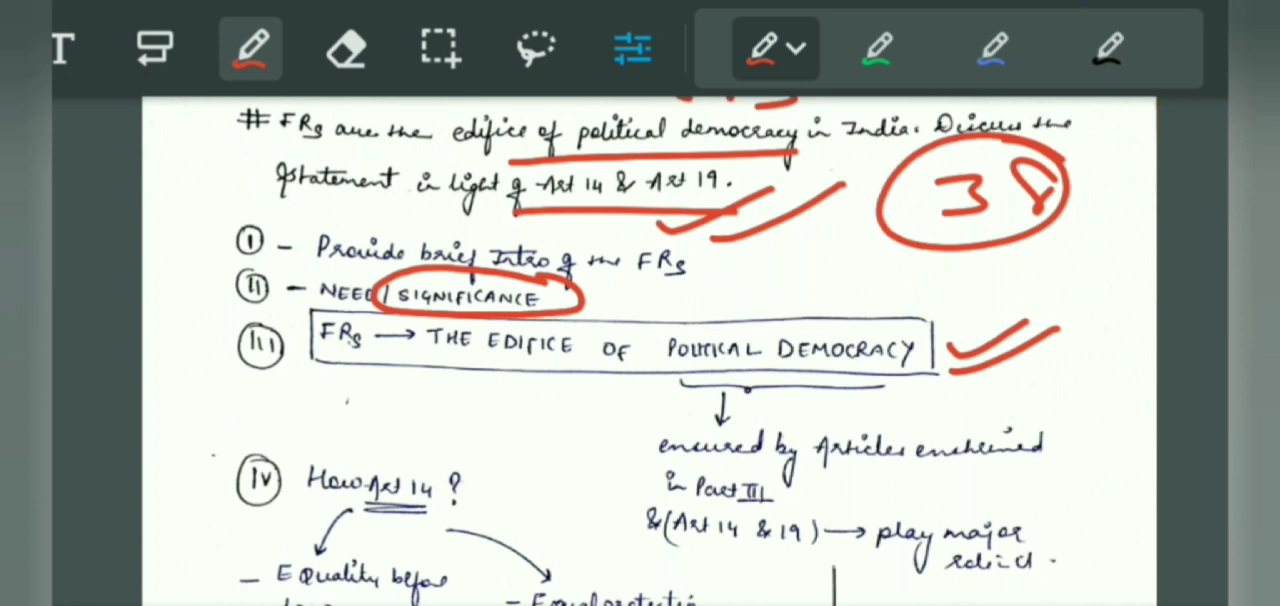 T
# FRs are the edifice of political democracy in India. Discuss the
statement in light of Art 14 & Art 19.
38
I - Provide brief Intro of the FRs
II - NEED / SIGNIFICANCE
III FRs → THE EDIFICE OF POLITICAL DEMOCRACY
ensured by Articles enshrined
in Part III
& (Art 14 & 19) → play major
IV How Art 14 ?
- Equality before
- Equal protection